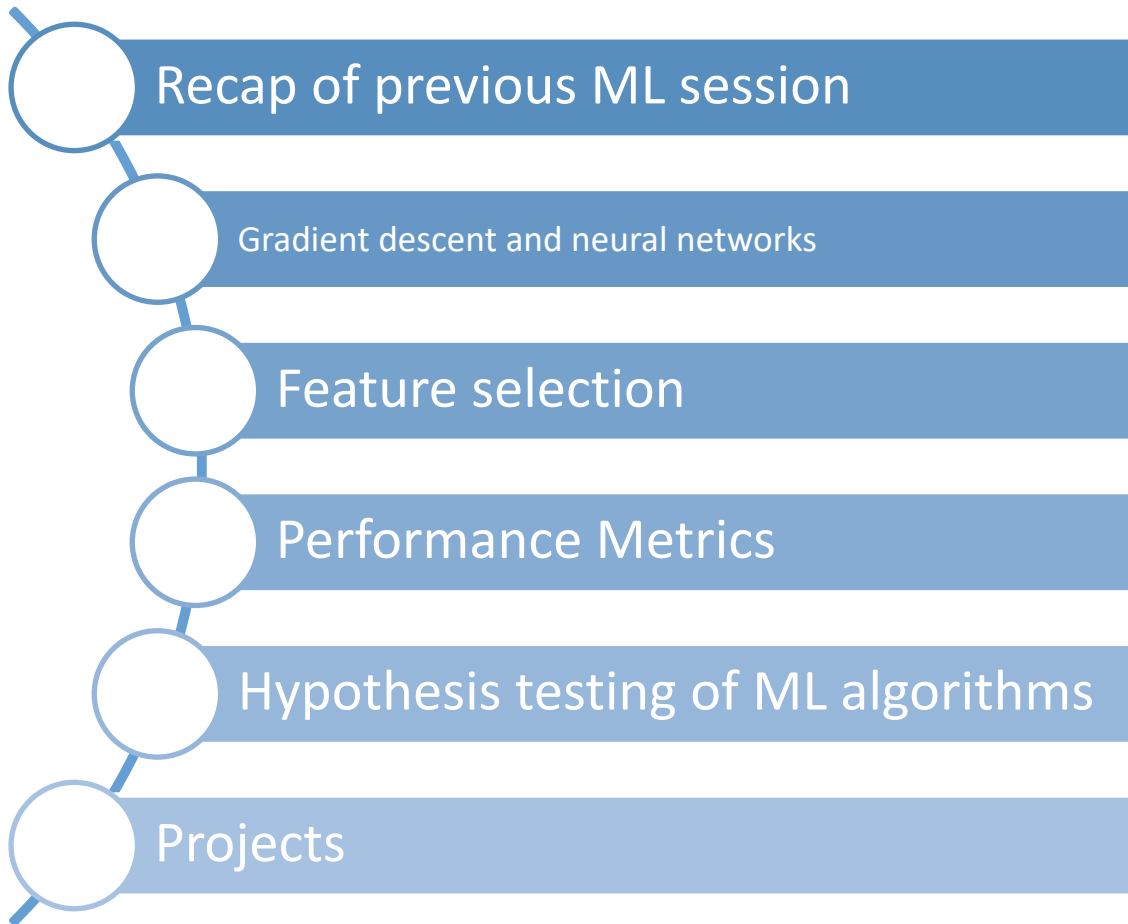 Recap of previous ML session
Gradient descent and neural networks
Feature selection
Performance Metrics
Hypothesis testing of ML algorithms
Projects